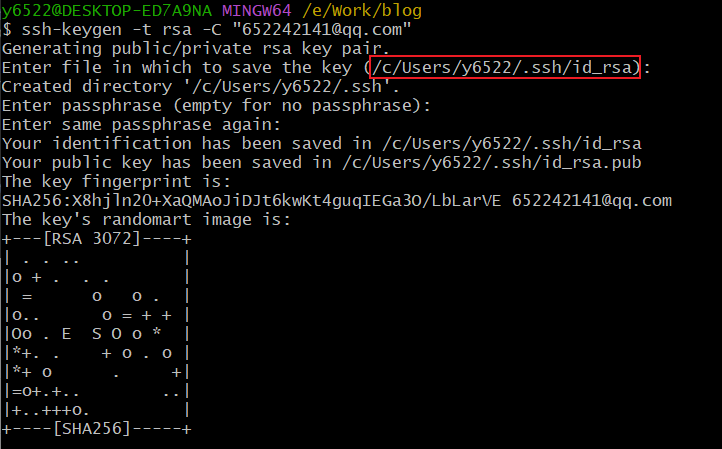 y6522@DESKTOP-ED7A9NA MINGW64 /e/Work/blog
$ ssh-keygen -t rsa -C "652242141@qq.com"
Generating public/private rsa key pair.
Enter file in which to save the key (/c/Users/y6522/.ssh/id_rsa):
Created directory '/c/Users/y6522/.ssh'.
Enter passphrase (empty for no passphrase):
Enter same passphrase again:
Your identification has been saved in /c/Users/y6522/.ssh/id_rsa
Your public key has been saved in /c/Users/y6522/.ssh/id_rsa.pub
The key fingerprint is:
SHA256:X8hjln2O+XaQMAoJiDJt6kwKt4guqIEGa3O/LbLarVE 652242141@qq.com
The key's randomart image is:
+---[RSA 3072]----+
| . . ..          |
|o + .  . .       |
| =      o   o .  |
|o..      o = + + |
|Oo . E  S O o *  |
|*+. .    + o . o |
|*+ o      .     +|
|=o+.+..        ..|
|+..+++o.         |
+----[SHA256]-----+